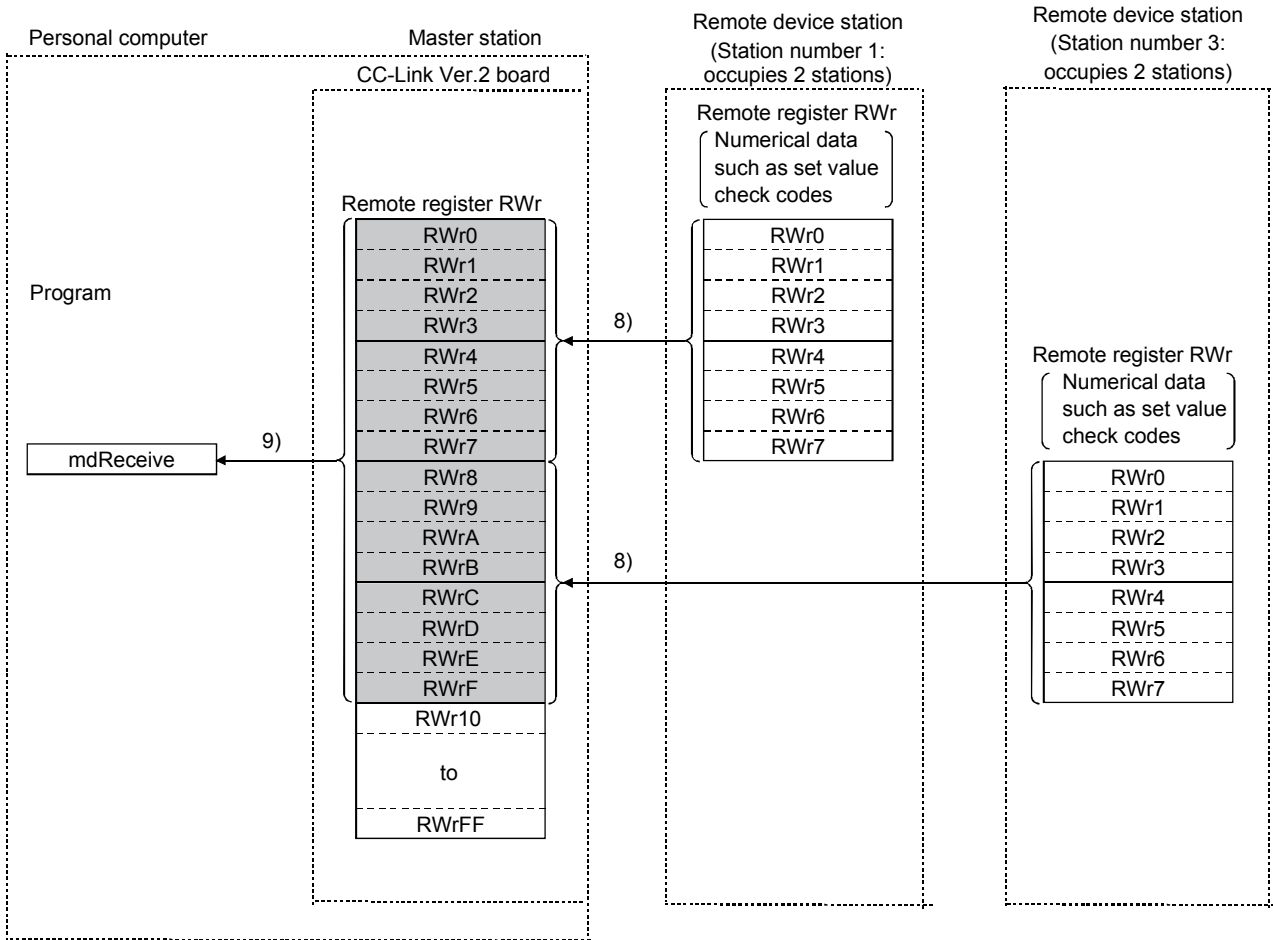 Personal computer
Master station
CC-Link Ver.2 board
Program
mdReceive
9)
Remote register RWr
RWr0
RWr1
RWr2
RWr3
RWr4
RWr5
RWr6
RWr7
RWr8
RWr9
RWrA
RWrB
RWrC
RWrD
RWrE
RWrF
RWr10
to
RWrFF
8)
8)
Remote device station
(Station number 1:
occupies 2 stations)
Remote register RWr
Numerical data
such as set value
check codes
RWr0
RWr1
RWr2
RWr3
RWr4
RWr5
RWr6
RWr7
Remote device station
(Station number 3:
occupies 2 stations)
Remote register RWr
Numerical data
such as set value
check codes
RWr0
RWr1
RWr2
RWr3
RWr4
RWr5
RWr6
RWr7